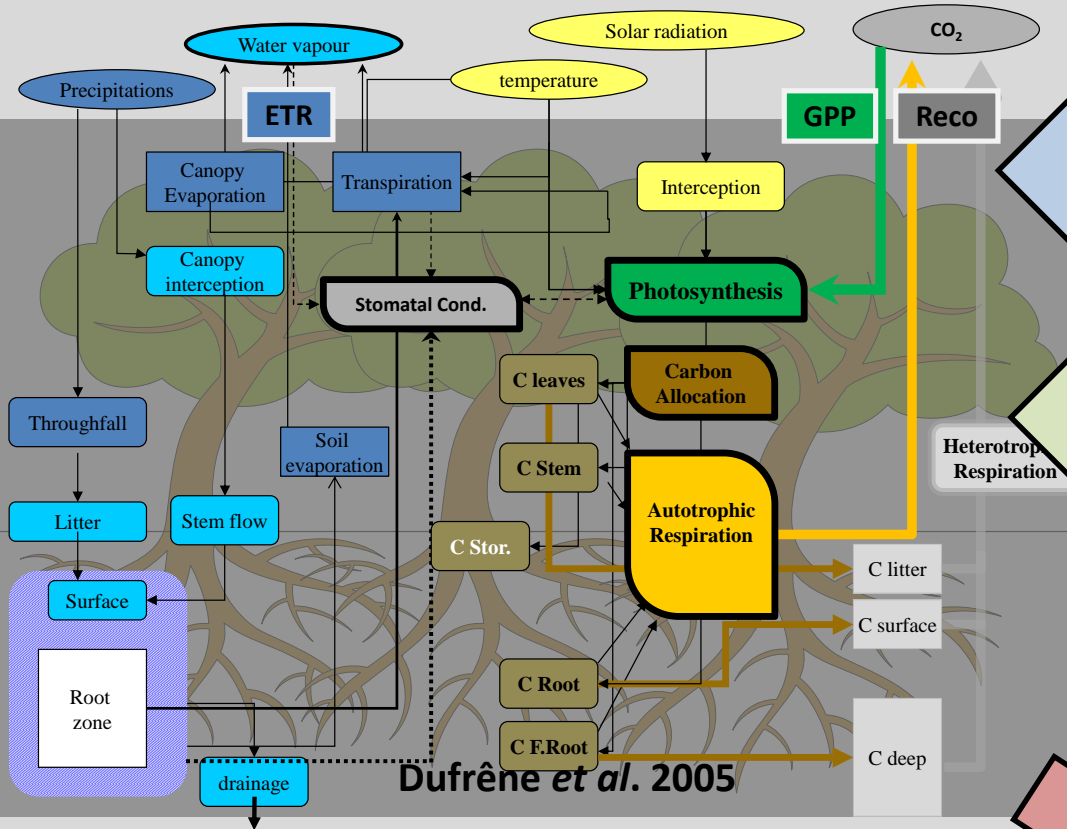 Water vapour
Solar radiation
CO₂
Precipitations
temperature
ETR
GPP
Reco
Canopy
Evaporation
Transpiration
Interception
Canopy
interception
Stomatal Cond.
Photosynthesis
C leaves
Carbon
Allocation
Throughfall
Soil
evaporation
C Stem
Autotrophic
Respiration
Respiration
Litter
Stem flow
C Stor.
C litter
Surface
C surface
Root
zone
C Root
C F.Root
C deep
drainage
Dufrêne et al. 2005